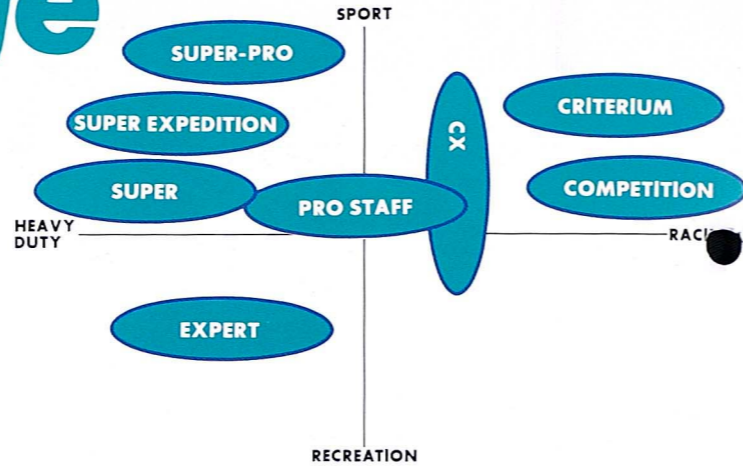 SPORT
SUPER-PRO
CRITERIUM
SUPER EXPEDITION
CX
SUPER
COMPETITION
PRO STAFF
HEAVY
DUTY
EXPERT
RECREATION